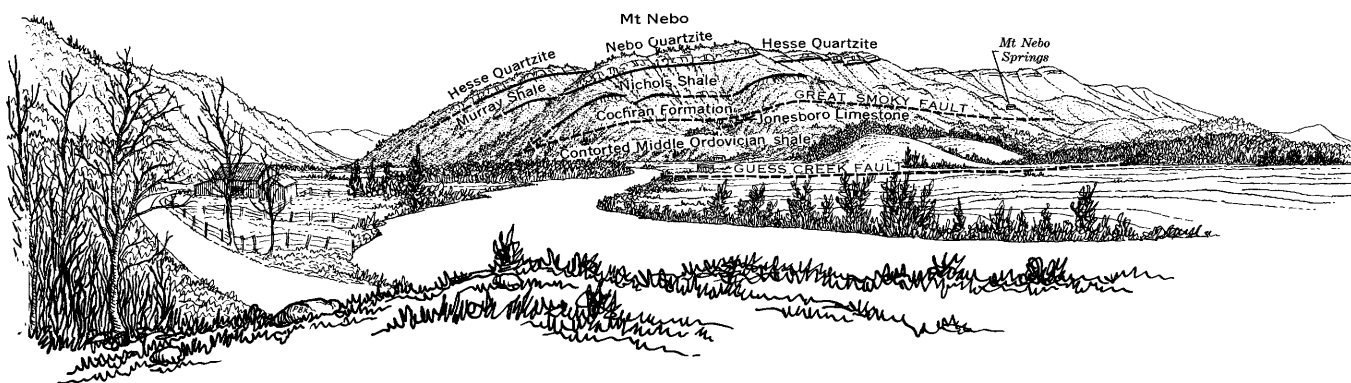 Mt Nebo
Nebo Quartzite
Hesse Quartzite
Mt Nebo
Springs
Hesse Quartzite
Murray Shale
Nichols Shale
GREAT SMOKY FAULT
Cochran Formation
Jonesboro Limestone
Contorted Middle Ordovician shale
GUESS CREEK FAULT